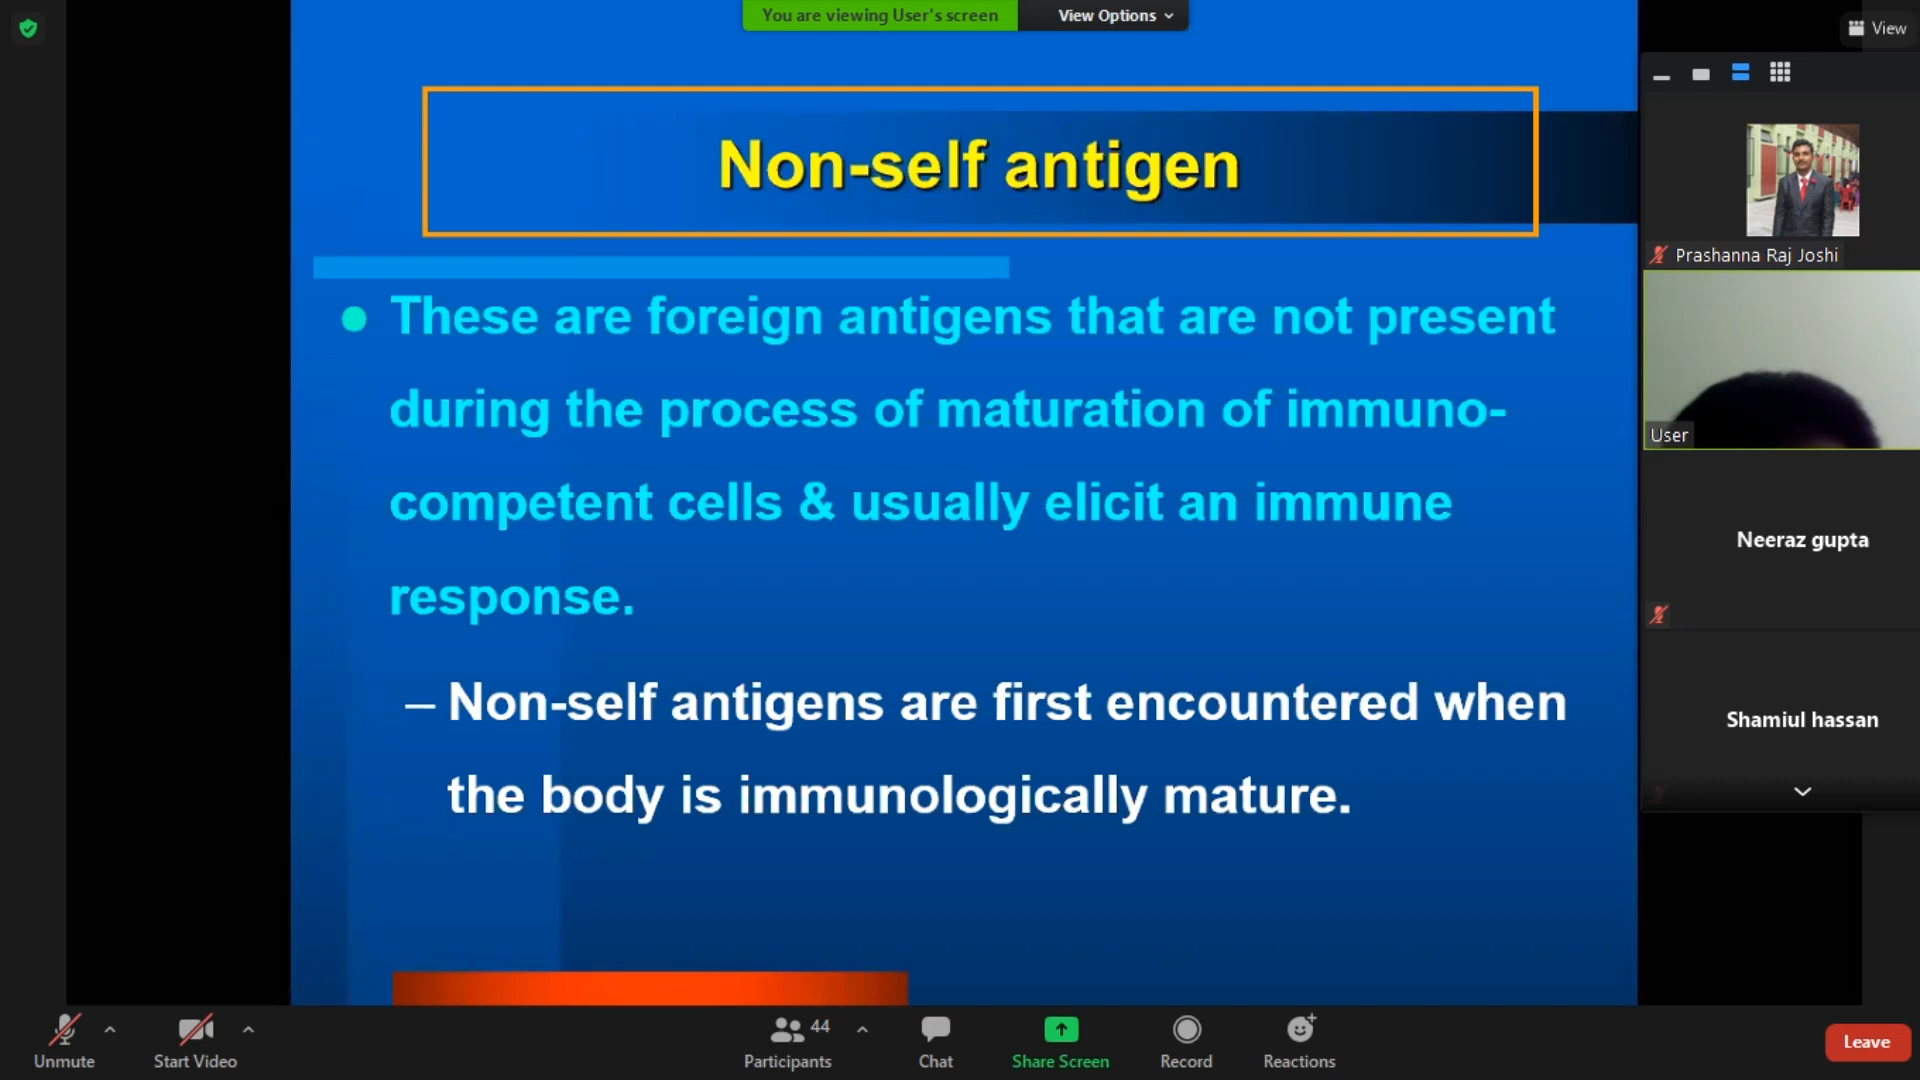 You are viewing User's screen
View Options
View
Non-self antigen
These are foreign antigens that are not present
during the process of maturation of immuno-
competent cells & usually elicit an immune
response.
– Non-self antigens are first encountered when
the body is immunologically mature.
Prashanna Raj Joshi
User
Neeraz gupta
Shamiul hassan
Unmute
Start Video
44
Participants
Chat
Share Screen
Record
Reactions
Leave